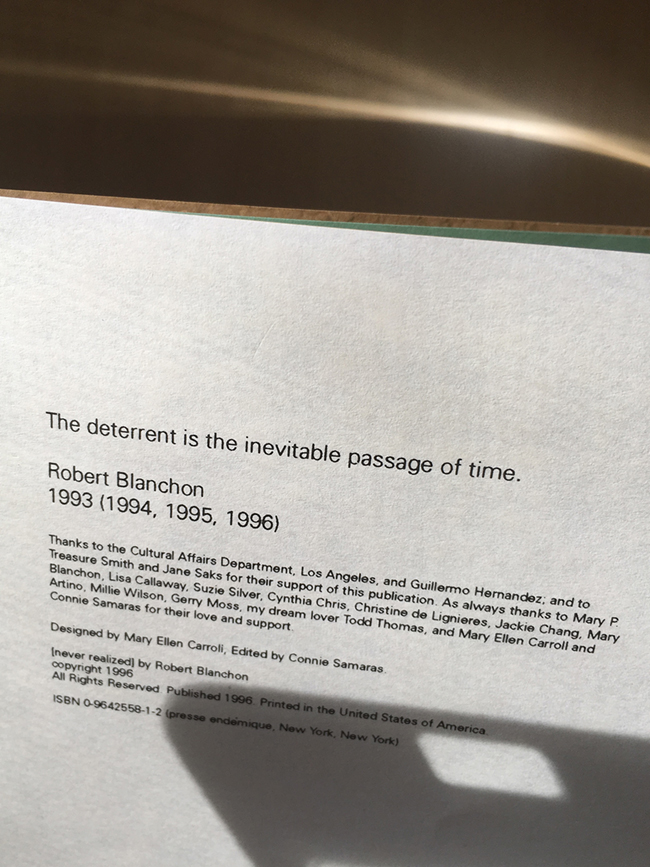 The deterrent is the inevitable passage of time.
Robert Blanchon
1993 (1994, 1995, 1996)
Thanks to the Cultural Affairs Department, Los Angeles, and Guillermo Hernandez; and to
Treasure Smith and Jane Saks for their support of this publication. As always thanks to Mary P.
Blanchon, Lisa Callaway, Suzie Silver, Cynthia Chris, Christine de Lignieres, Jackie Chang, Mary
Artino, Millie Wilson, Gerry Moss, my dream lover Todd Thomas, and Mary Ellen Carroll and
Connie Samaras for their love and support.
Designed by Mary Ellen Carroll, Edited by Connie Samaras.
[never realized] by Robert Blanchon
copyright 1996
All Rights Reserved. Published 1996. Printed in the United States of America.
ISBN 0-9642558-1-2 (presse endémique, New York, New York)